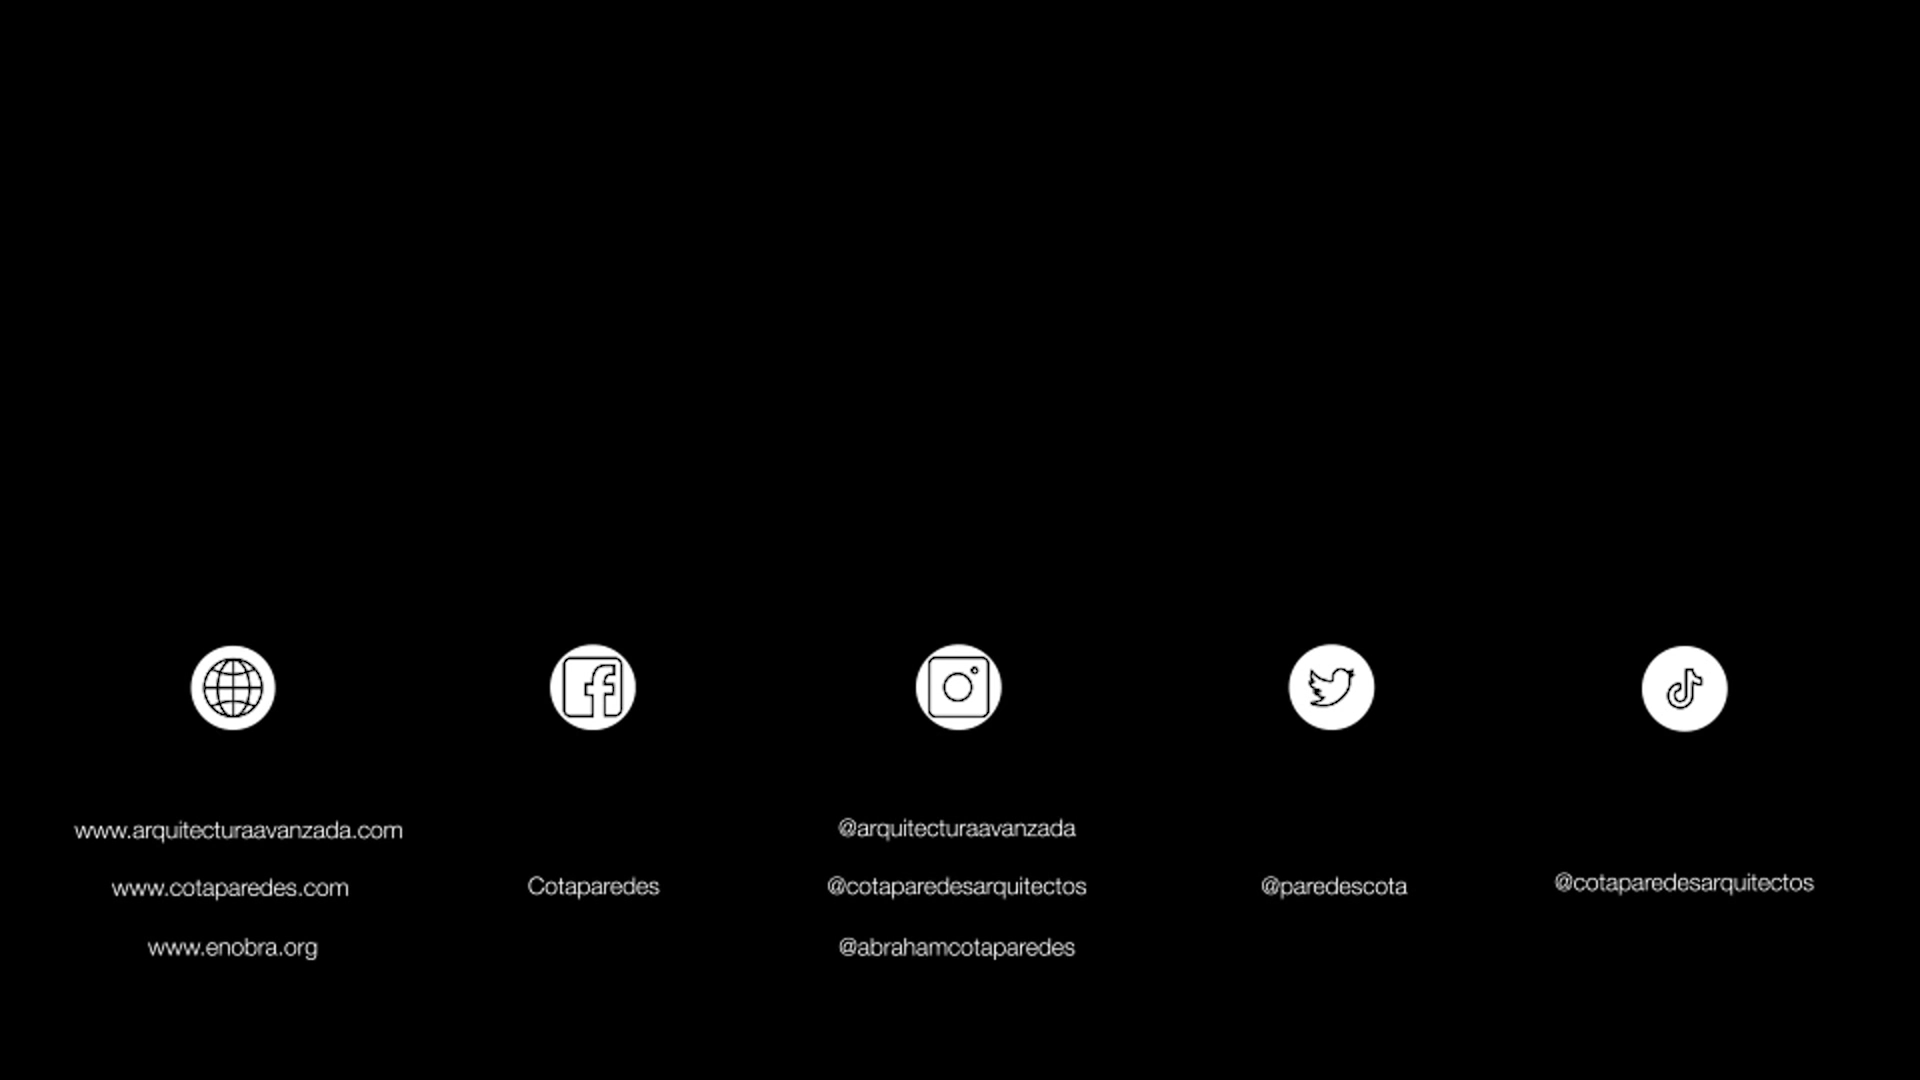 www.arquitecturaavanzada.com
www.cotaparedes.com
www.enobra.org
Cotaparedes
@arquitecturaavanzada
@cotaparedesarquitectos
@abrahamcotaparedes
@paredescota
@cotaparedesarquitectos